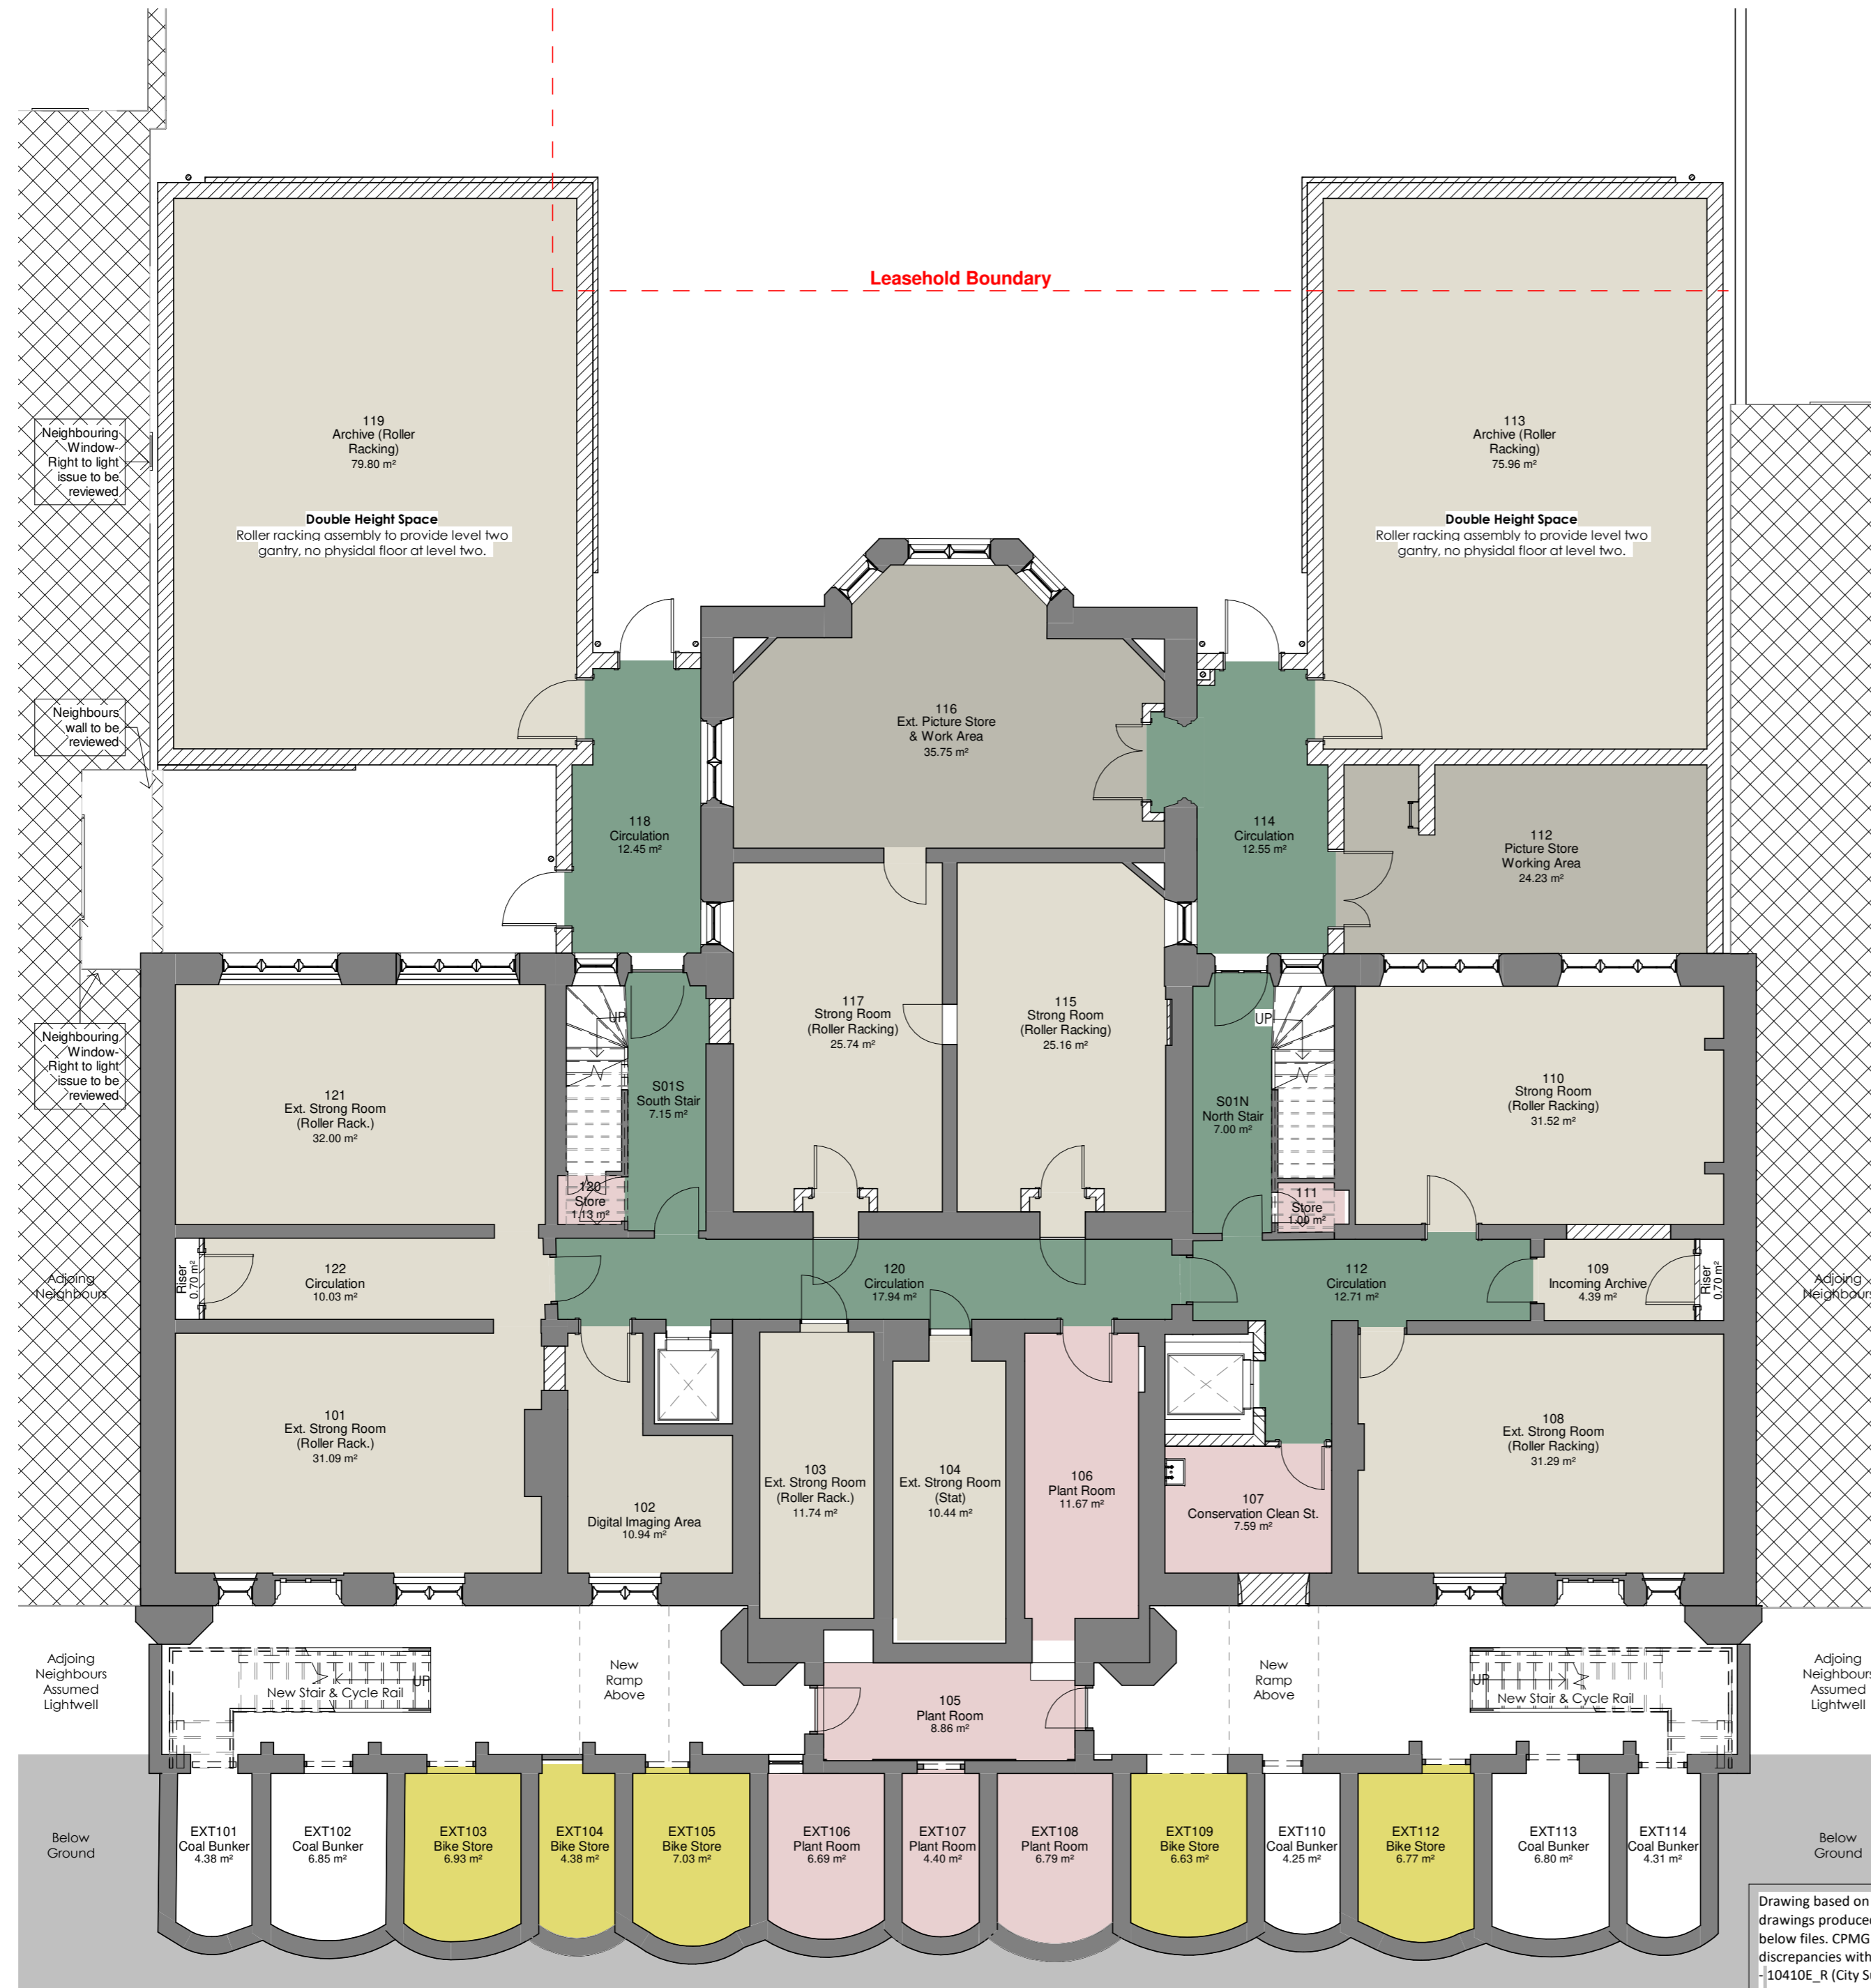 Leasehold Boundary
119
Archive (Roller
Racking)
79.80 m²
Double Height Space
Roller racking assembly to provide level two
gantry, no physidal floor at level two.
113
Archive (Roller
Racking)
75.96 m²
Double Height Space
Roller racking assembly to provide level two
gantry, no physidal floor at level two.
Neighbouring
Window-
Right to light
issue to be
reviewed
Neighbours
wall to be
reviewed
Neighbouring
Window-
Right to light
issue to be
reviewed
116
Ext. Picture Store
& Work Area
35.75 m²
118
Circulation
12.45 m²
114
Circulation
12.55 m²
112
Picture Store
Working Area
24.23 m²
121
Ext. Strong Room
(Roller Rack.)
32.00 m²
UP
S01S
South Stair
7.15 m²
117
Strong Room
(Roller Racking)
25.74 m²
115
Strong Room
(Roller Racking)
25.16 m²
UP
S01N
North Stair
7.00 m²
110
Strong Room
(Roller Racking)
31.52 m²
120
Store
1.13 m²
111
Store
1.00 m²
Adjoing
Neighbours
Riser
0.70 m²
122
Circulation
10.03 m²
120
Circulation
17.94 m²
112
Circulation
12.71 m²
109
Incoming Archive
4.39 m²
Riser
0.70 m²
Adjoing
Neighbours
101
Ext. Strong Room
(Roller Rack.)
31.09 m²
102
Digital Imaging Area
10.94 m²
103
Ext. Strong Room
(Roller Rack.)
11.74 m²
104
Ext. Strong Room
(Stat)
10.44 m²
106
Plant Room
11.67 m²
107
Conservation Clean St.
7.59 m²
108
Ext. Strong Room
(Roller Racking)
31.29 m²
Adjoing
Neighbours
Assumed
Lightwell
UP
New Stair & Cycle Rail
New
Ramp
Above
105
Plant Room
8.86 m²
New
Ramp
Above
UP
New Stair & Cycle Rail
Adjoing
Neighbours
Assumed
Lightwell
Below
Ground
EXT101
Coal Bunker
4.38 m²
EXT102
Coal Bunker
6.85 m²
EXT103
Bike Store
6.93 m²
EXT104
Bike Store
4.38 m²
EXT105
Bike Store
7.03 m²
EXT106
Plant Room
6.69 m²
EXT107
Plant Room
4.40 m²
EXT108
Plant Room
6.79 m²
EXT109
Bike Store
6.63 m²
EXT110
Coal Bunker
4.25 m²
EXT112
Bike Store
6.77 m²
EXT113
Coal Bunker
6.80 m²
EXT114
Coal Bunker
4.31 m²
Below
Ground
Drawing based on
drawings produced
below files. CPMG
discrepancies with
- 10410E_R (City